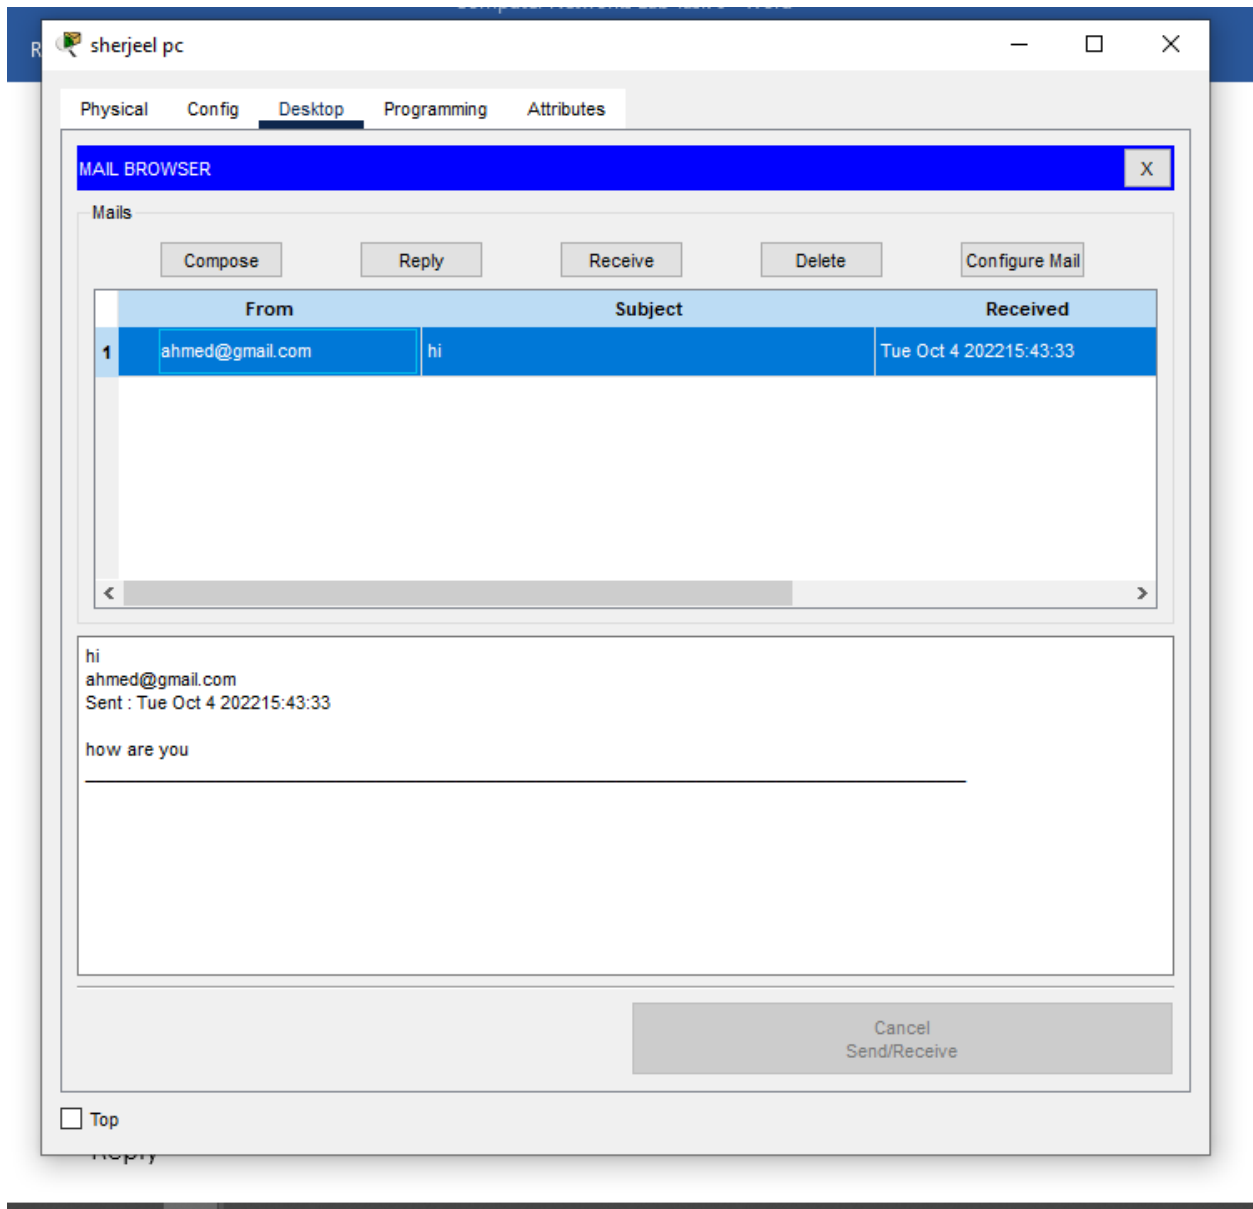 sherjeel pc
Physical Config Desktop Programming Attributes
MAIL BROWSER X
Mails
Compose Reply Receive Delete Configure Mail
From Subject Received
1 ahmed@gmail.com hi Tue Oct 4 202215:43:33
hi
ahmed@gmail.com
Sent : Tue Oct 4 202215:43:33
how are you
Cancel
Send/Receive
Top
Reply